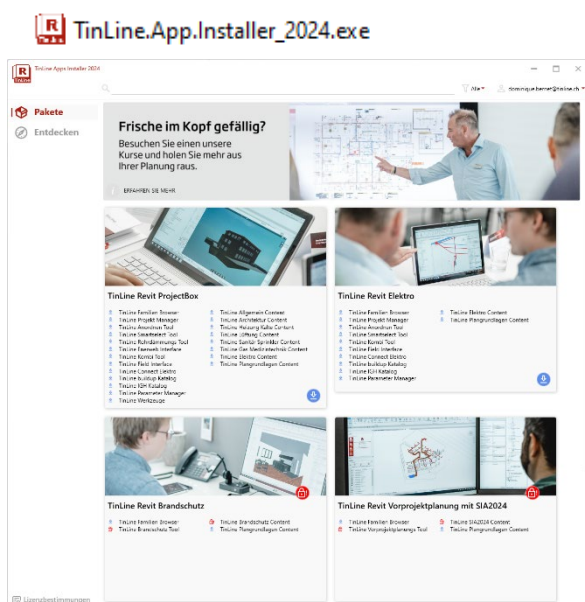 TinLine.App.Installer_2024.exe
TinLine Apps Installer 2024
Alle
dominique.berret@tinline.ch
Pakete
Entdecken
Frische im Kopf gefällig?
Besuchen Sie einen unsere
Kurse und holen Sie mehr aus
Ihrer Planung raus.
ERFAHREN SIE MEHR
TinLine Revit ProjectBox
TinLine Familien Browser
TinLine Projekt Manager
TinLine Anordnen Tool
TinLine Smartselect Tool
TinLine Rohrdämmungs Tool
TinLine Feuerwerk Interface
TinLine Kombi Tool
TinLine Field Interface
TinLine Connect Elektro
TinLine buildup Katalog
TinLine IGH Katalog
TinLine Parameter Manager
TinLine Werkzeuge
TinLine Allgemein Content
TinLine Architektur Content
TinLine Heizung Kälte Content
TinLine Lüftung Content
TinLine Sanitär Sprinkler Content
TinLine Gas Medizintechnik Content
TinLine Elektro Content
TinLine Plangrundlagen Content
TinLine Revit Elektro
TinLine Familien Browser
TinLine Projekt Manager
TinLine Anordnen Tool
TinLine Smartselect Tool
TinLine Kombi Tool
TinLine Field Interface
TinLine Connect Elektro
TinLine buildup Katalog
TinLine IGH Katalog
TinLine Parameter Manager
TinLine Elektro Content
TinLine Plangrundlagen Content
TinLine Revit Brandschutz
TinLine Familien Browser
TinLine Brandschutz Tool
TinLine Brandschutz Content
TinLine Plangrundlagen Content
TinLine Revit Vorprojektplanung mit SIA2024
TinLine Familien Browser
TinLine Vorprojektplanungs Tool
TinLine SIA2024 Content
TinLine Plangrundlagen Content
Lizenzbestimmungen